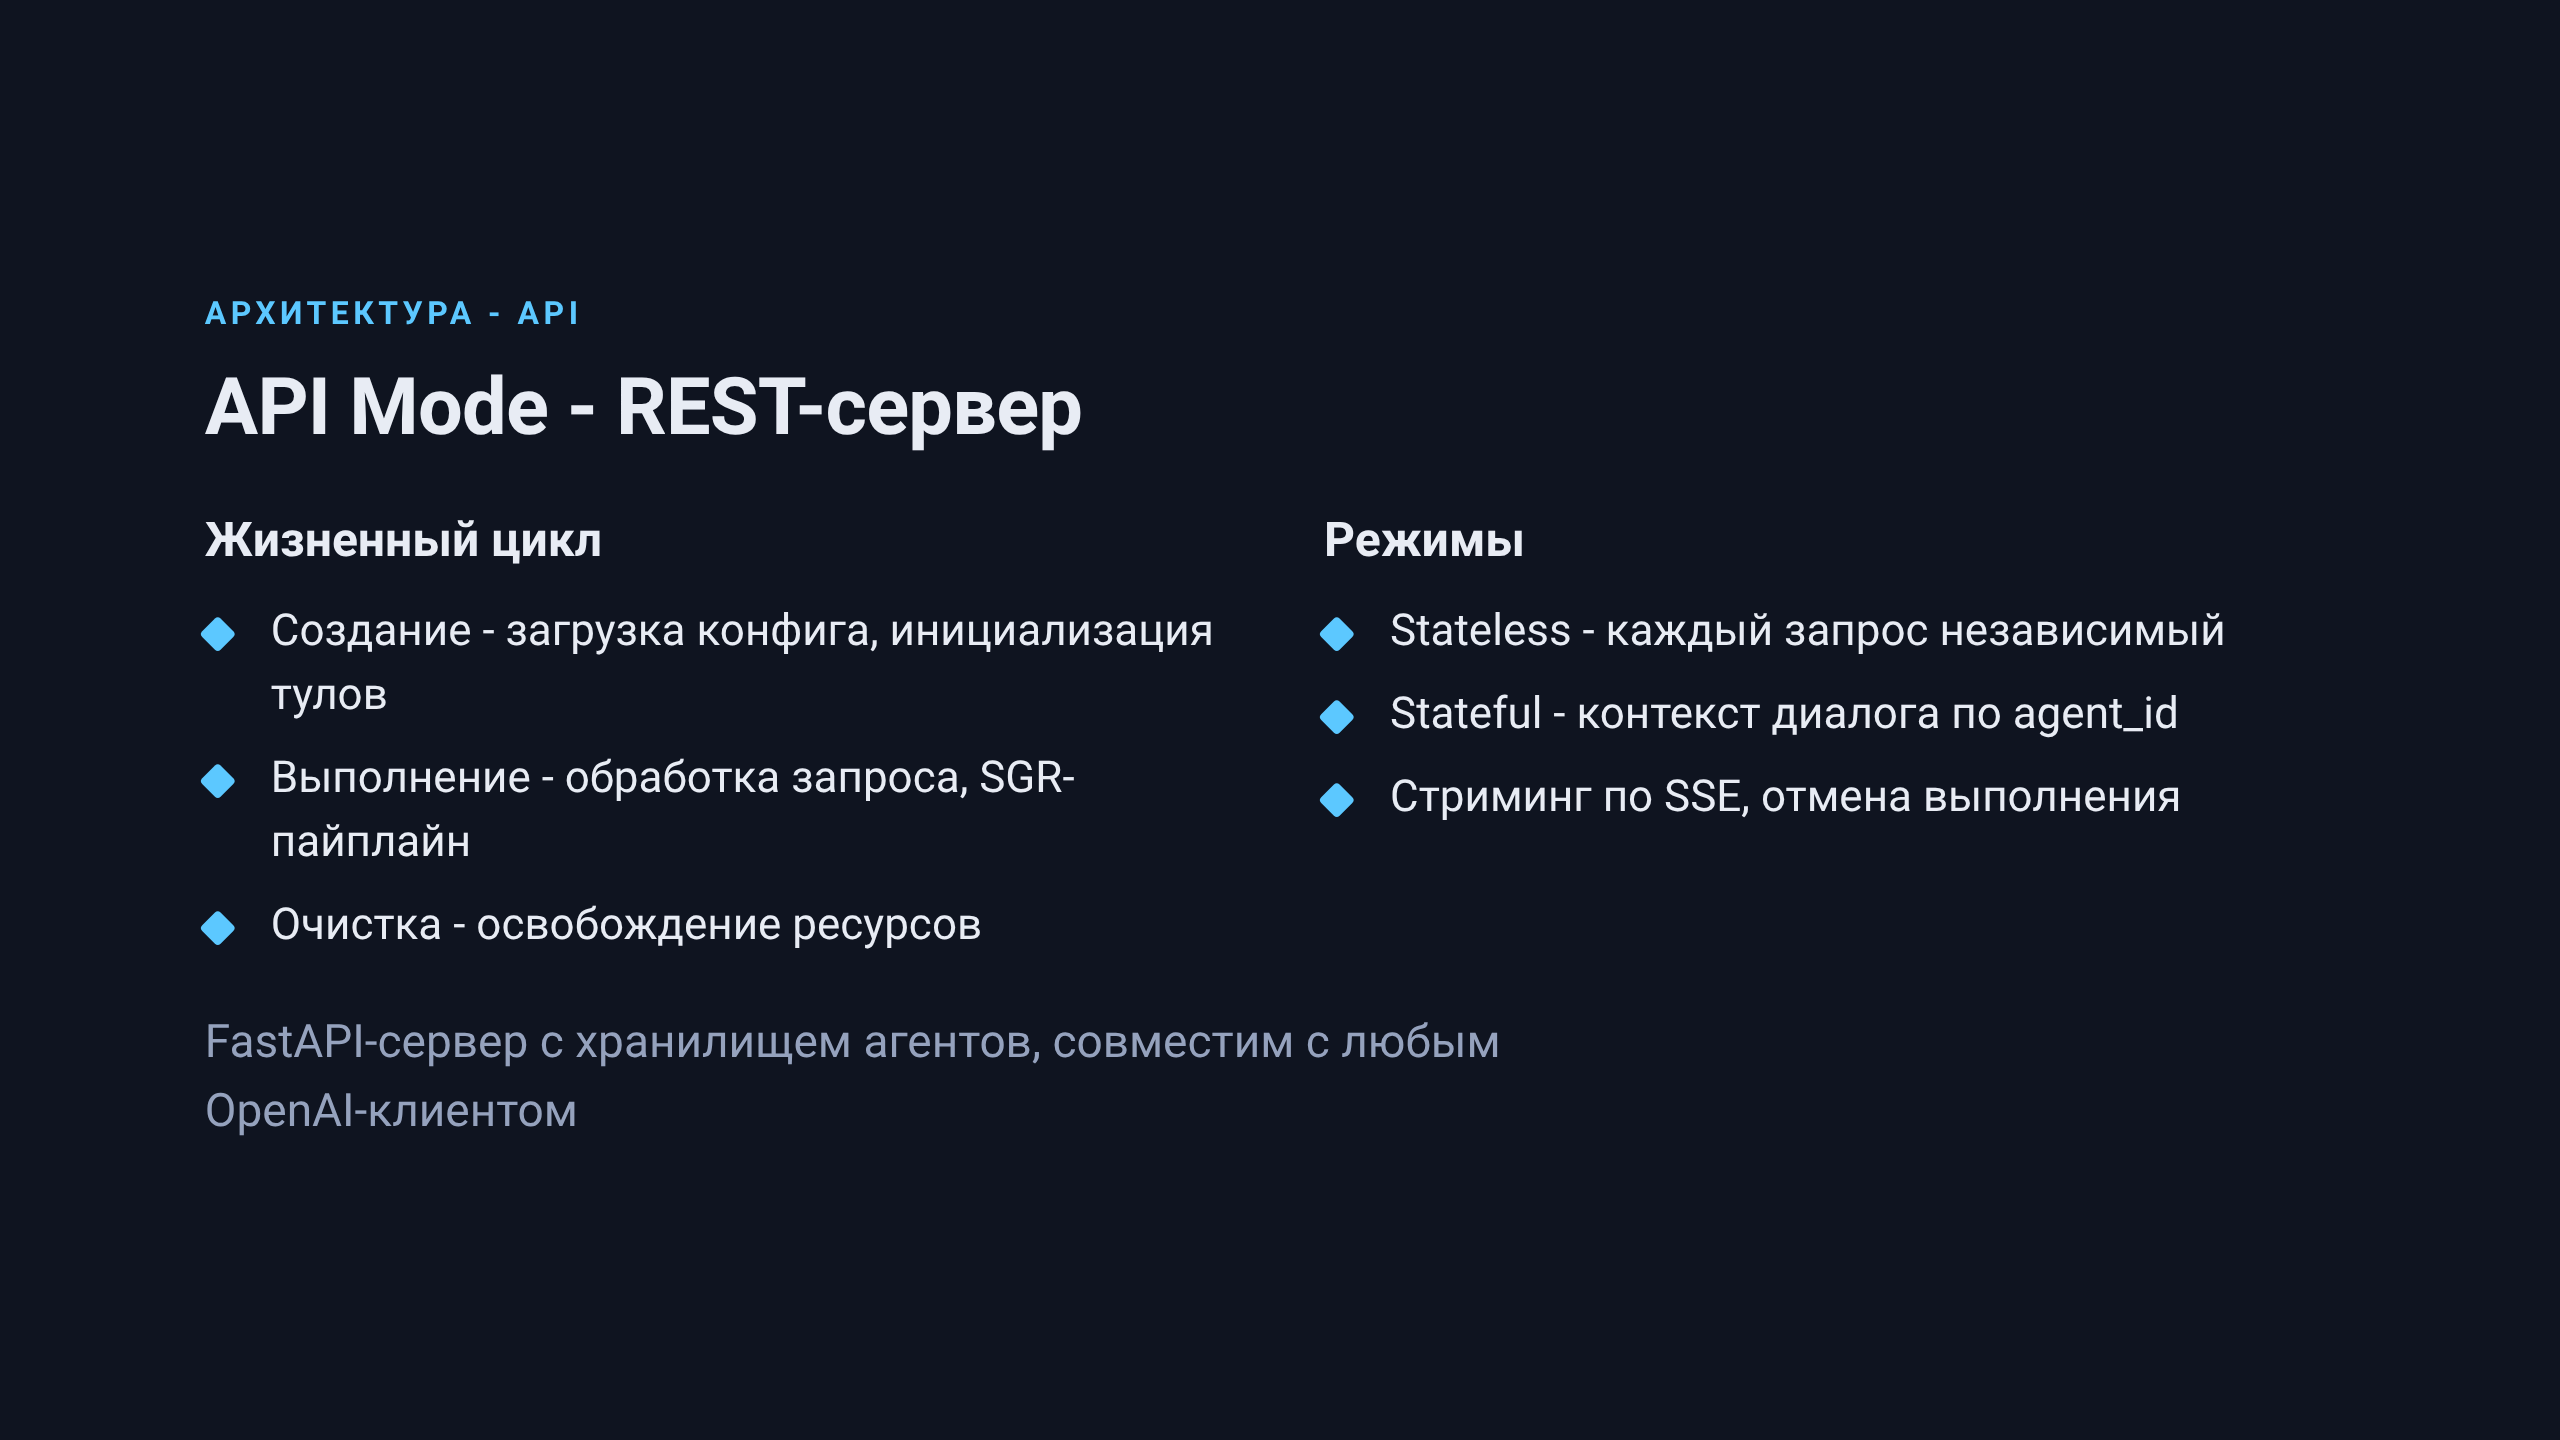 АРХИТЕКТУРА - API
API Mode - REST-сервер
Жизненный цикл
Создание - загрузка конфига, инициализация
тулов
Выполнение - обработка запроса, SGR-
пайплайн
Очистка - освобождение ресурсов
Режимы
Stateless - каждый запрос независимый
Stateful - контекст диалога по agent_id
Стриминг по SSE, отмена выполнения
FastAPI-сервер с хранилищем агентов, совместим с любым
OpenAI-клиентом